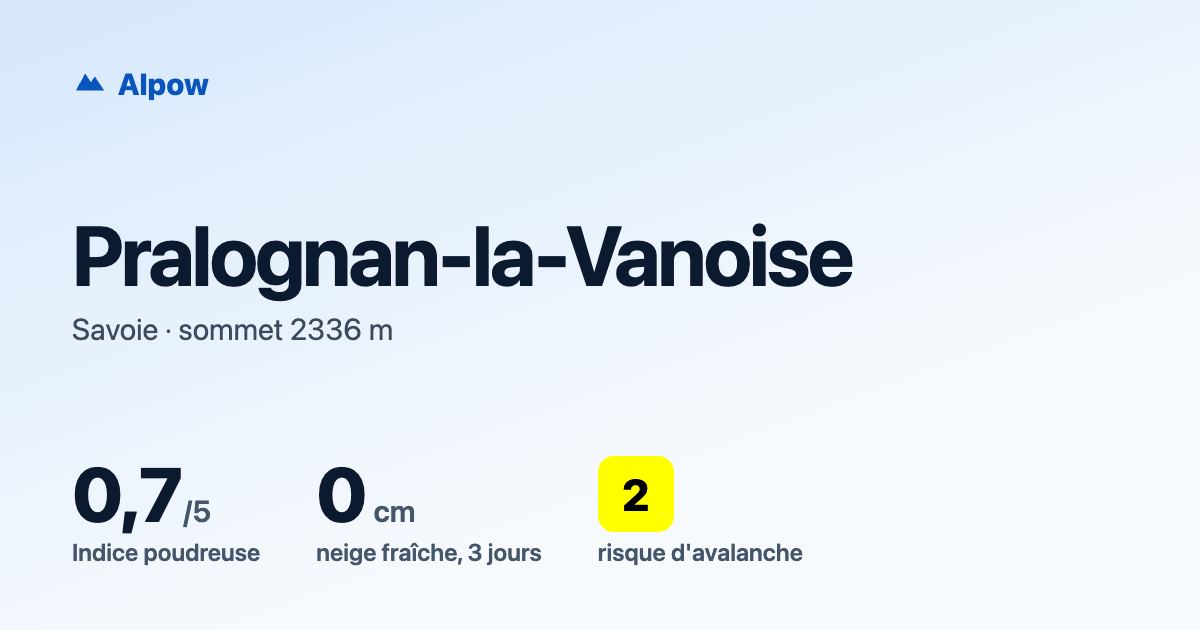 Alpow
Pralognan-la-Vanoise
Savoie · sommet 2336 m
0,7/5
Indice poudreuse
0 cm
neige fraîche, 3 jours
2
risque d'avalanche